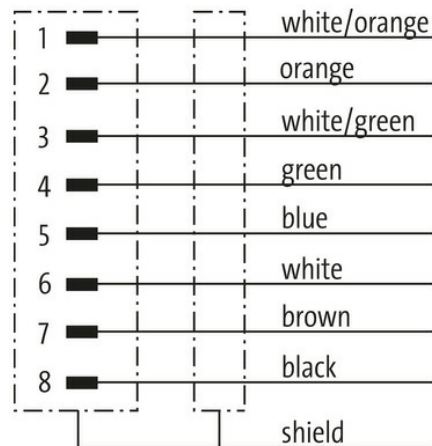 1 white/orange
2 orange
3 white/green
4 green
5 blue
6 white
7 brown
8 black
shield